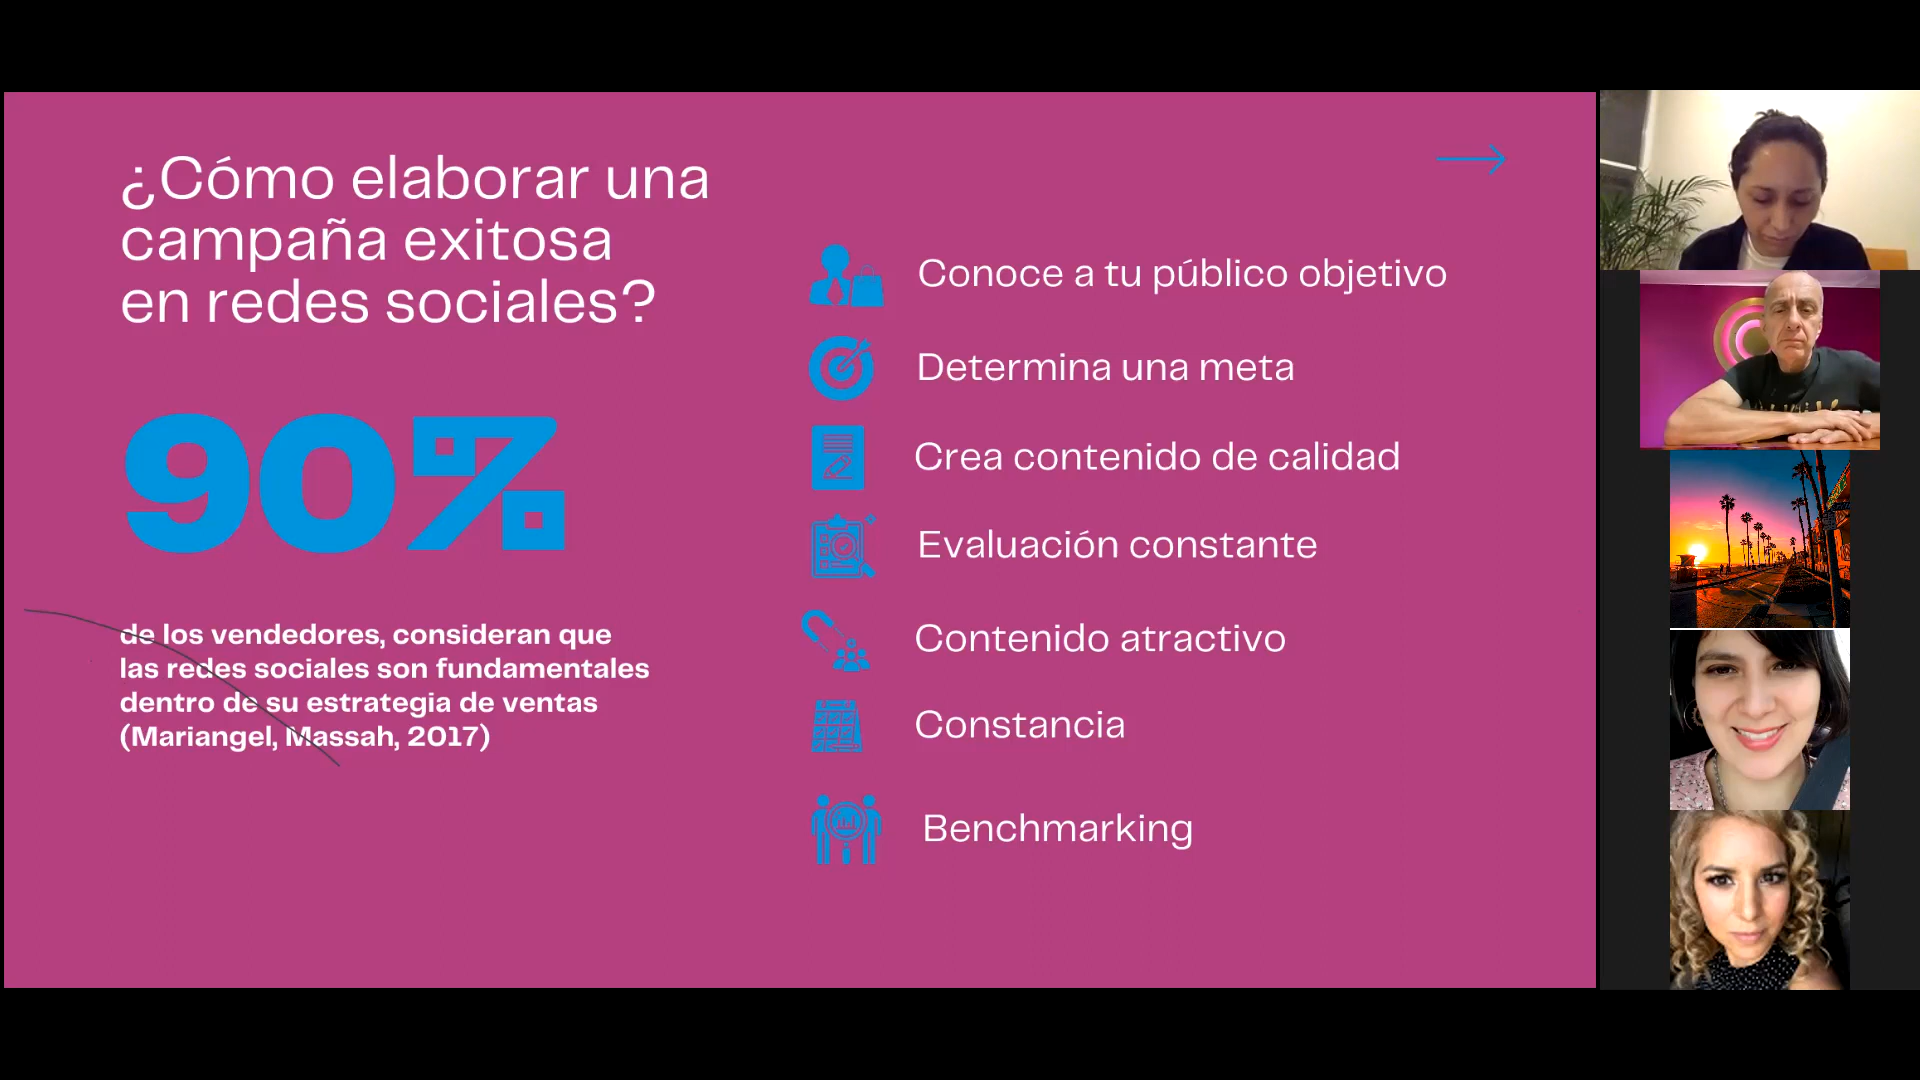 ¿Cómo elaborar una
campaña exitosa
en redes sociales?
90%
de los vendedores, consideran que
las redes sociales son fundamentales
dentro de su estrategia de ventas
(Mariangel, Massah, 2017)
Conoce a tu público objetivo
Determina una meta
Crea contenido de calidad
Evaluación constante
Contenido atractivo
Constancia
Benchmarking